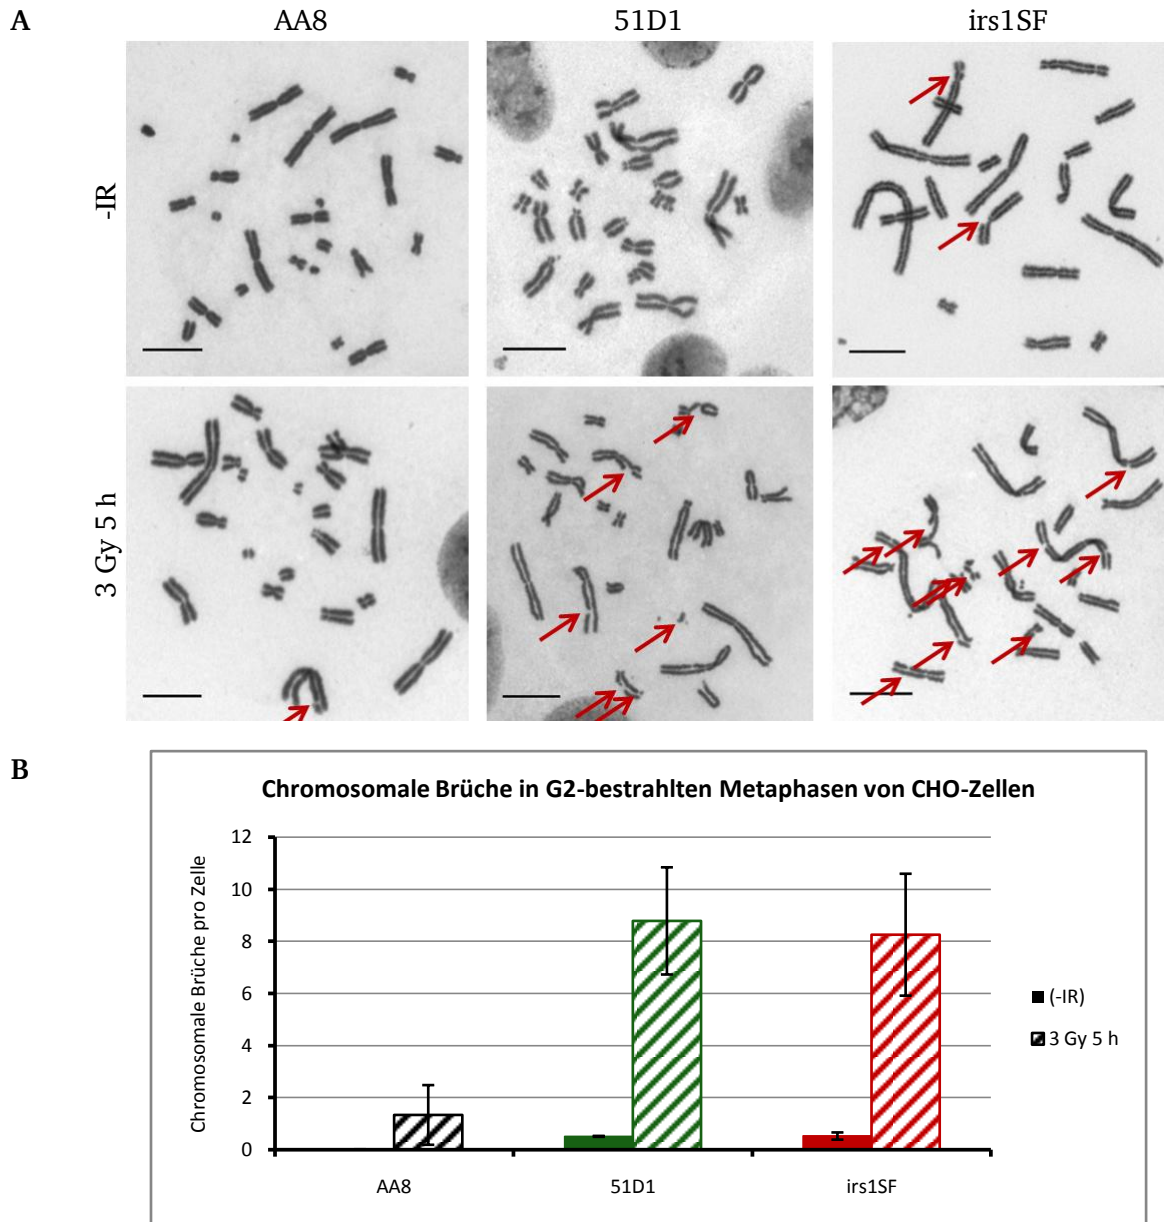 A
AA8
51D1
irs1SF
-IR
3 Gy 5 h
B
Chromosomale Brüche in G2-bestrahlten Metaphasen von CHO-Zellen
Chromosomale Brüche pro Zelle
12
10
8
6
4
2
0
AA8
51D1
irs1SF
(-IR)
3 Gy 5 h